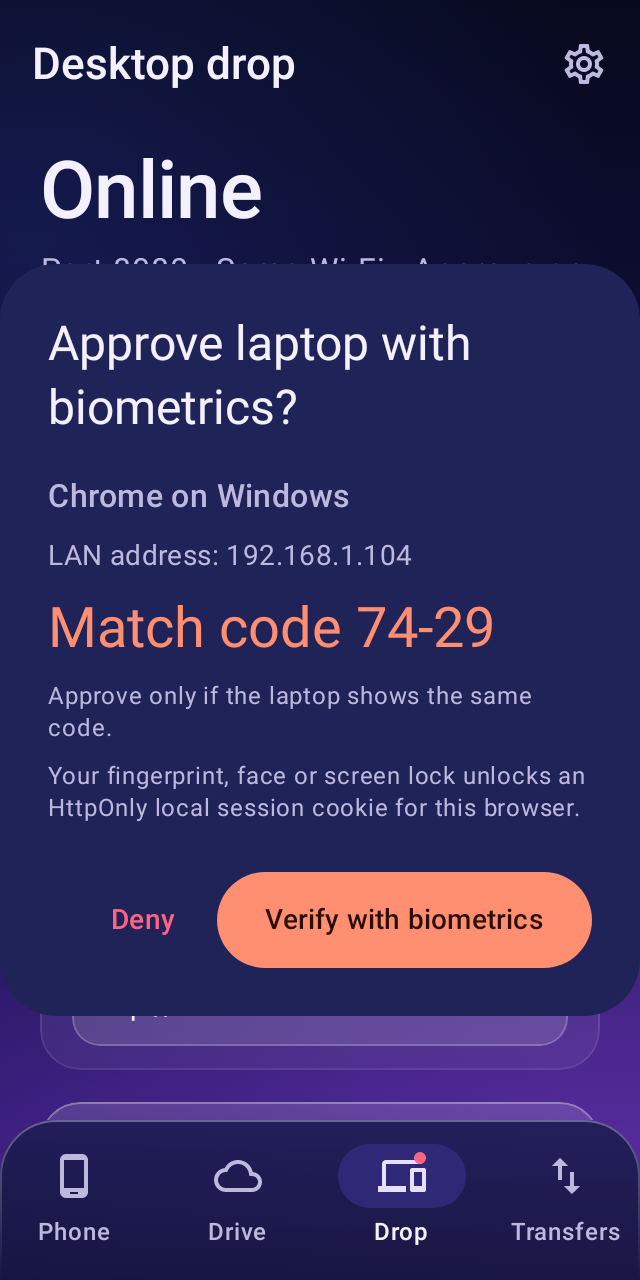 Desktop drop
Online
Approve laptop with
biometrics?
Chrome on Windows
LAN address: 192.168.1.104
Match code 74-29
Approve only if the laptop shows the same
code.
Your fingerprint, face or screen lock unlocks an
HttpOnly local session cookie for this browser.
Deny
Verify with biometrics
Phone
Drive
Drop
Transfers